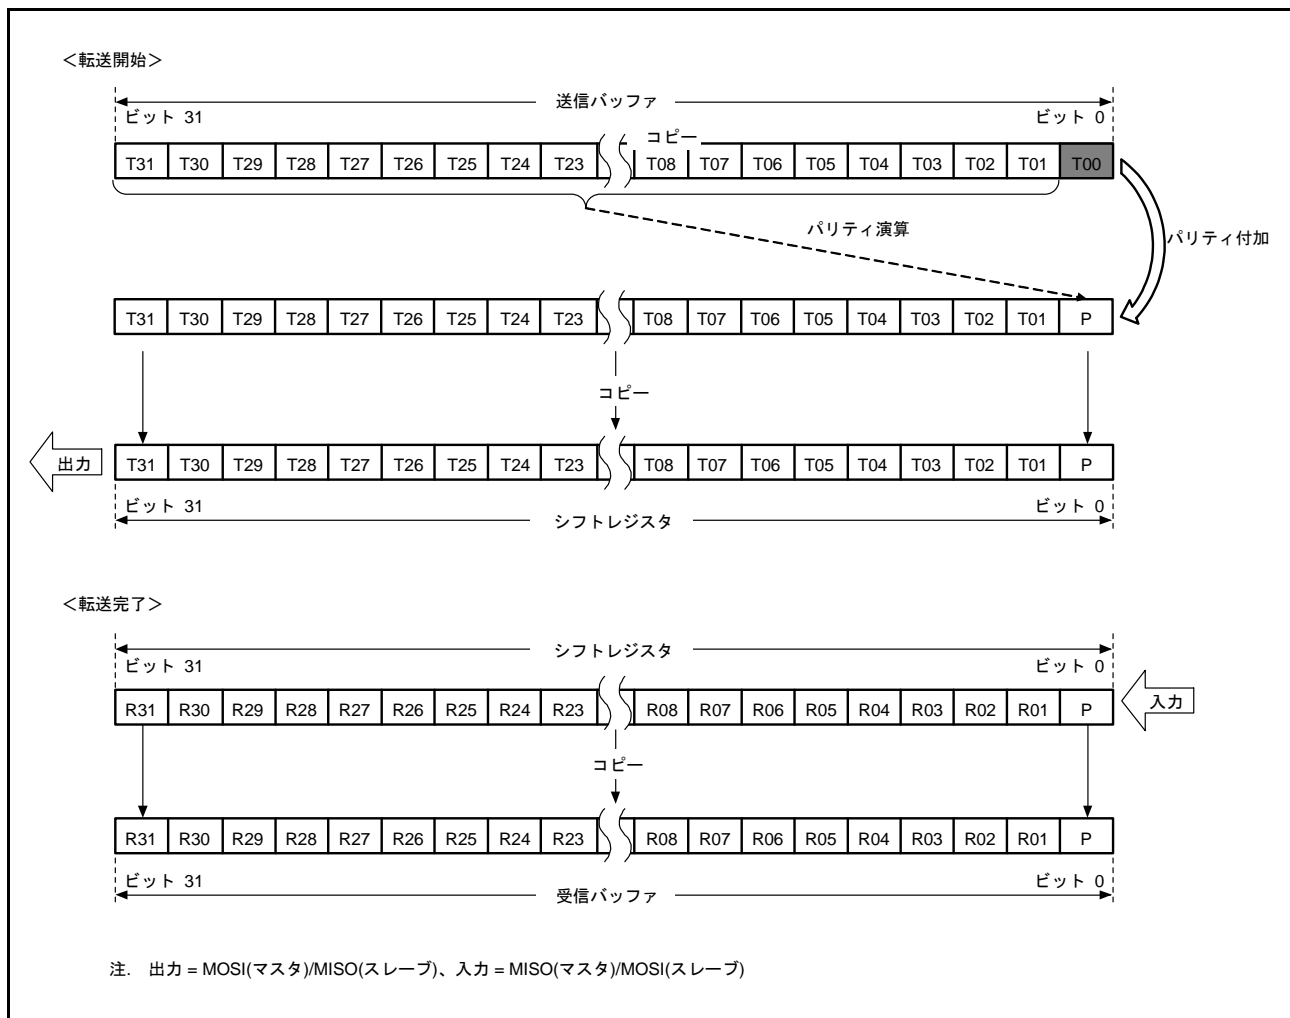 ＜転送開始＞
送信バッファ
ビット 31 ビット 0
コピー
T31 T30 T29 T28 T27 T26 T25 T24 T23 T08 T07 T06 T05 T04 T03 T02 T01 T00
パリティ演算
パリティ付加
T31 T30 T29 T28 T27 T26 T25 T24 T23 T08 T07 T06 T05 T04 T03 T02 T01 P
コピー
出力 T31 T30 T29 T28 T27 T26 T25 T24 T23 T08 T07 T06 T05 T04 T03 T02 T01 P
ビット 31 ビット 0
シフトレジスタ
＜転送完了＞
シフトレジスタ
ビット 31 ビット 0
R31 R30 R29 R28 R27 R26 R25 R24 R23 R08 R07 R06 R05 R04 R03 R02 R01 P 入力
コピー
R31 R30 R29 R28 R27 R26 R25 R24 R23 R08 R07 R06 R05 R04 R03 R02 R01 P
ビット 31 ビット 0
受信バッファ
注. 出力 = MOSI(マスタ)/MISO(スレーブ)、入力 = MISO(マスタ)/MOSI(スレーブ)